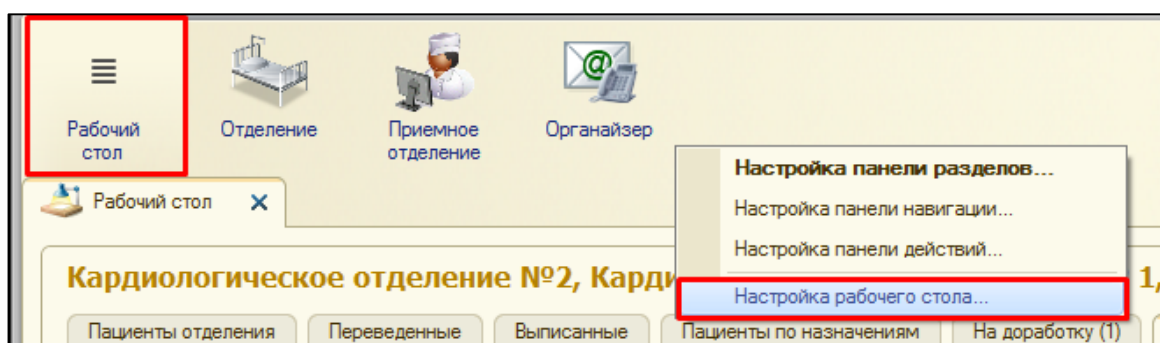 Рабочий стол
Отделение
Приемное отделение
Органайзер
Настройка панели разделов...
Рабочий стол
Настройка панели навигации...
Настройка панели действий...
Кардиологическое отделение №2, Карди
1,
Настройка рабочего стола...
Пациенты отделения
Переведенные
Выписанные
Пациенты по назначениям
На доработку (1)